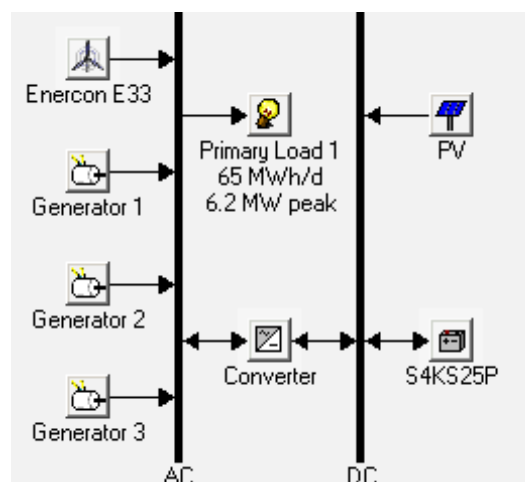 Enercon E33
Generator 1
Generator 2
Generator 3
Primary Load 1
65 MWh/d
6.2 MW peak
Converter
PV
S4KS25P
AC
DC